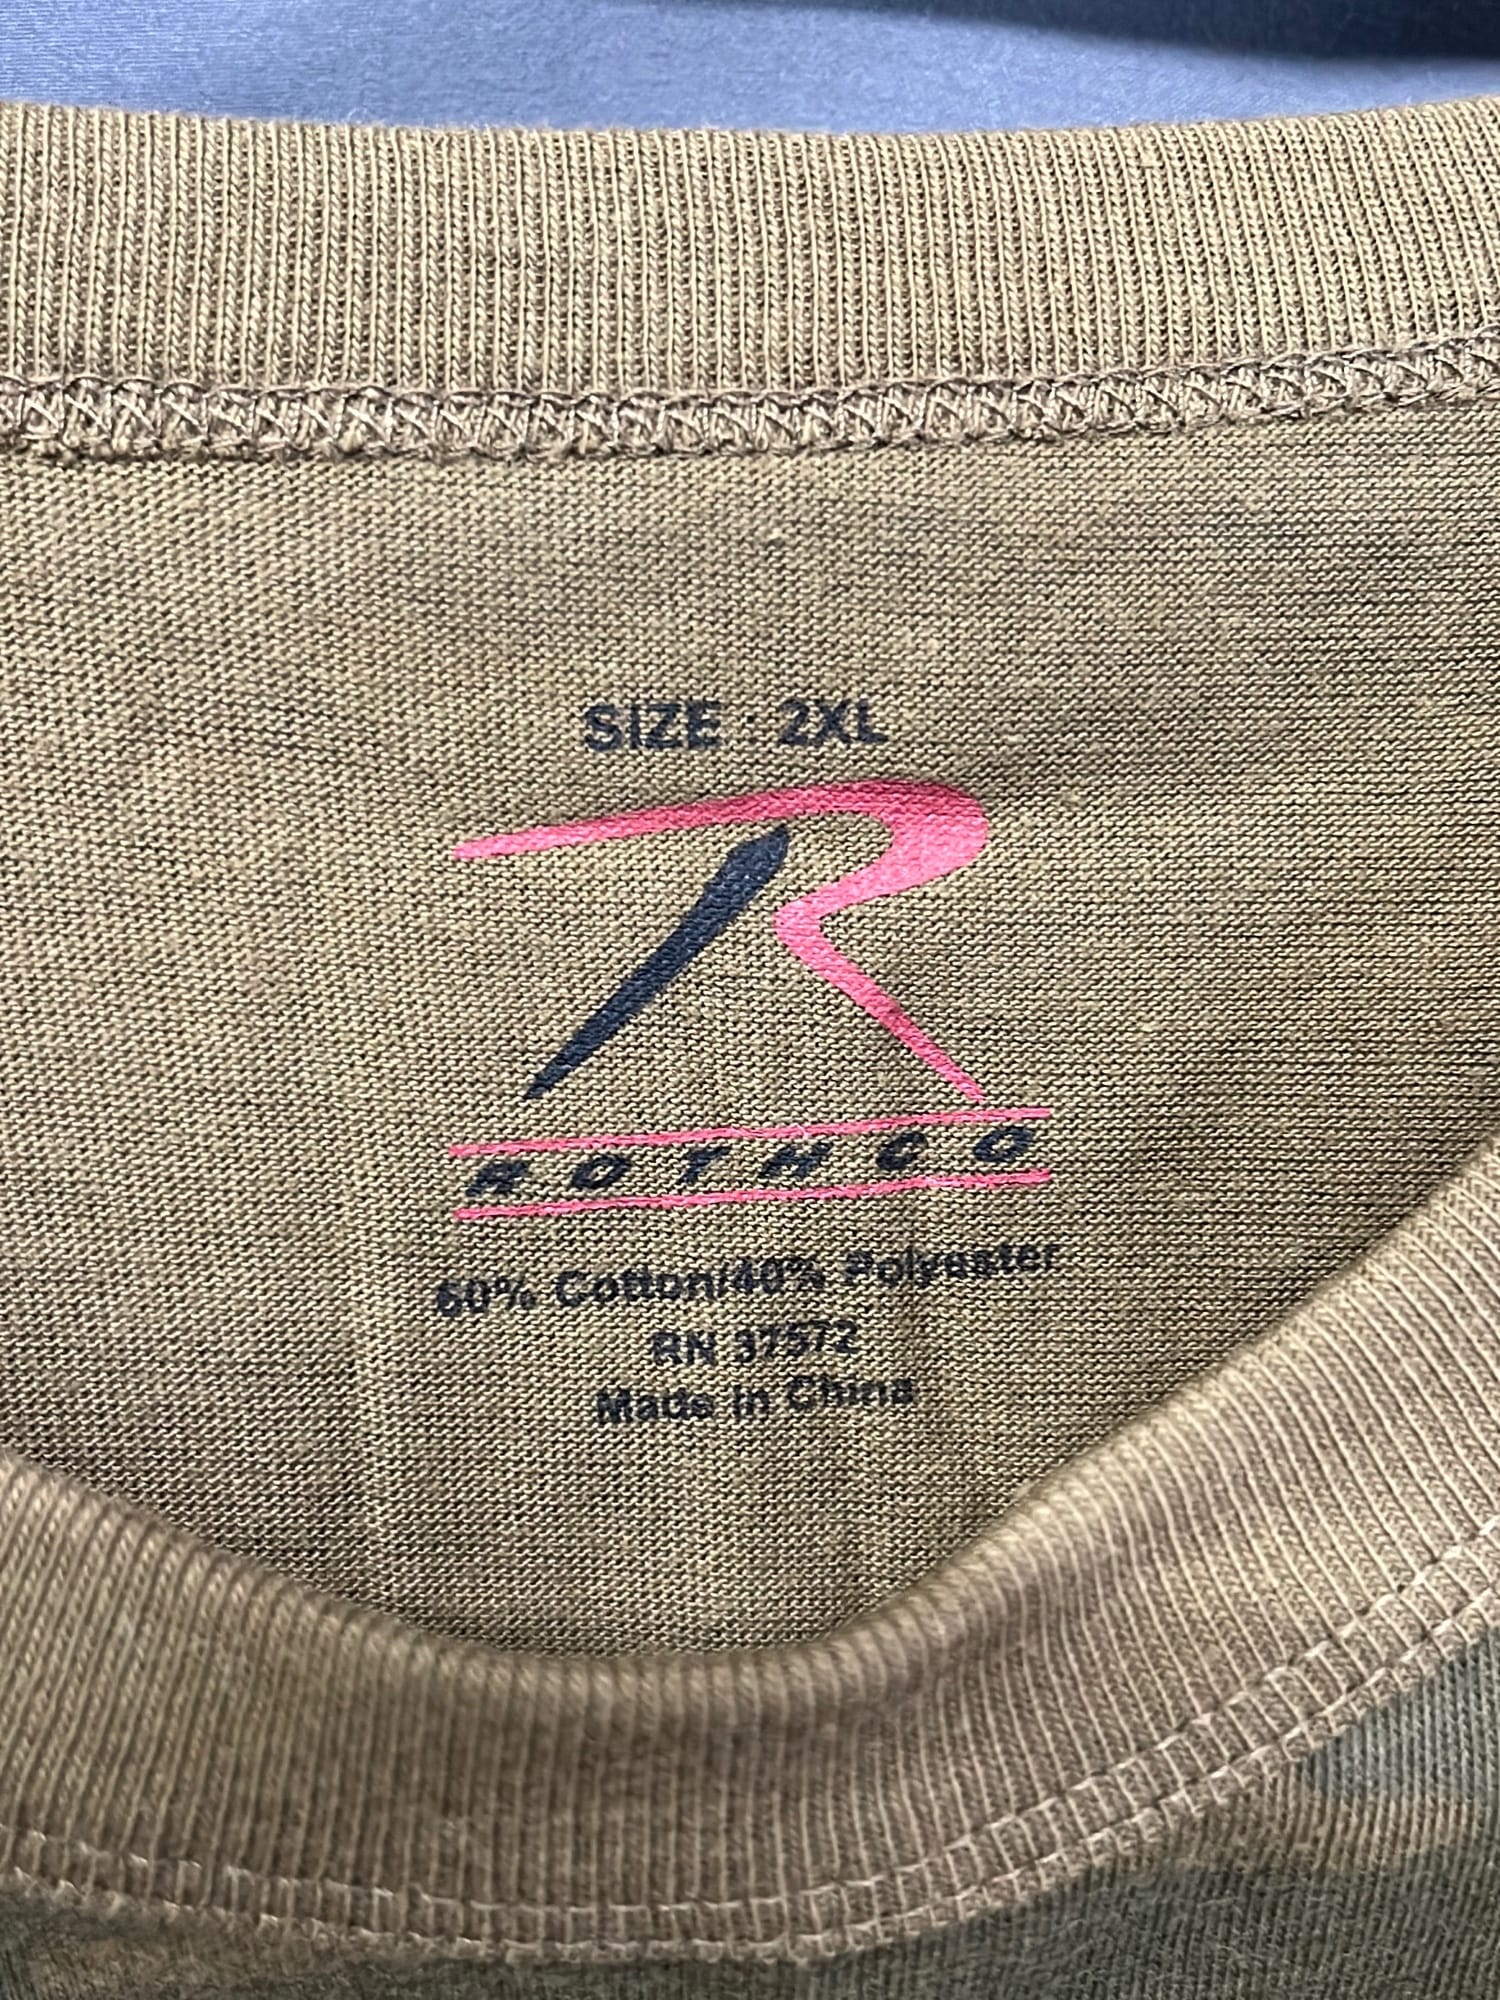 SIZE : 2XL
ROTHCO
60% Cotton/40% Polyester
RN 37572
Made in China